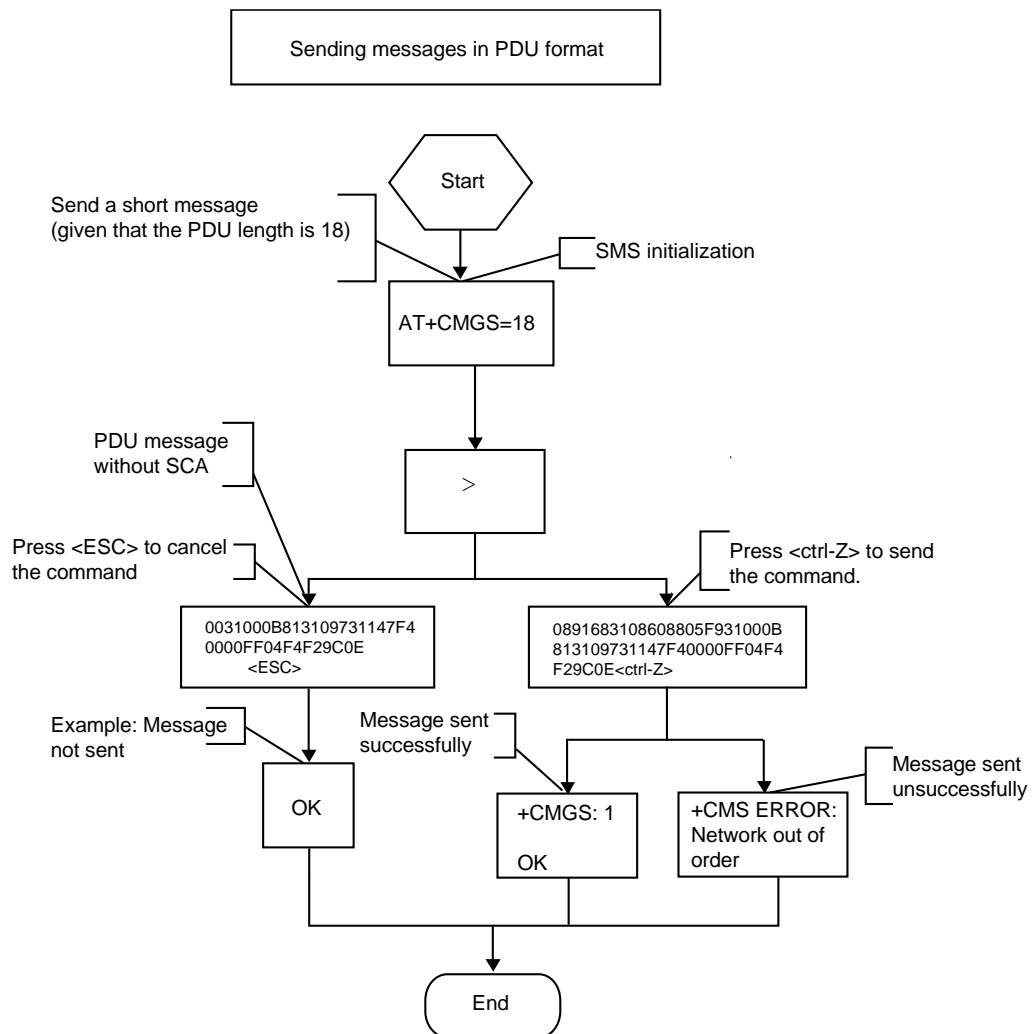 Sending messages in PDU format
Start
Send a short message
(given that the PDU length is 18)
SMS initialization
AT+CMGS=18
PDU message
without SCA
>
Press <ESC> to cancel
the command
Press <ctrl-Z> to send
the command.
0031000B813109731147F4
0000FF04F4F29C0E
<ESC>
0891683108608805F931000B
813109731147F40000FF04F4
F29C0E<ctrl-Z>
Example: Message
not sent
Message sent
successfully
Message sent
unsuccessfully
OK
+CMGS: 1
OK
+CMS ERROR:
Network out of
order
End